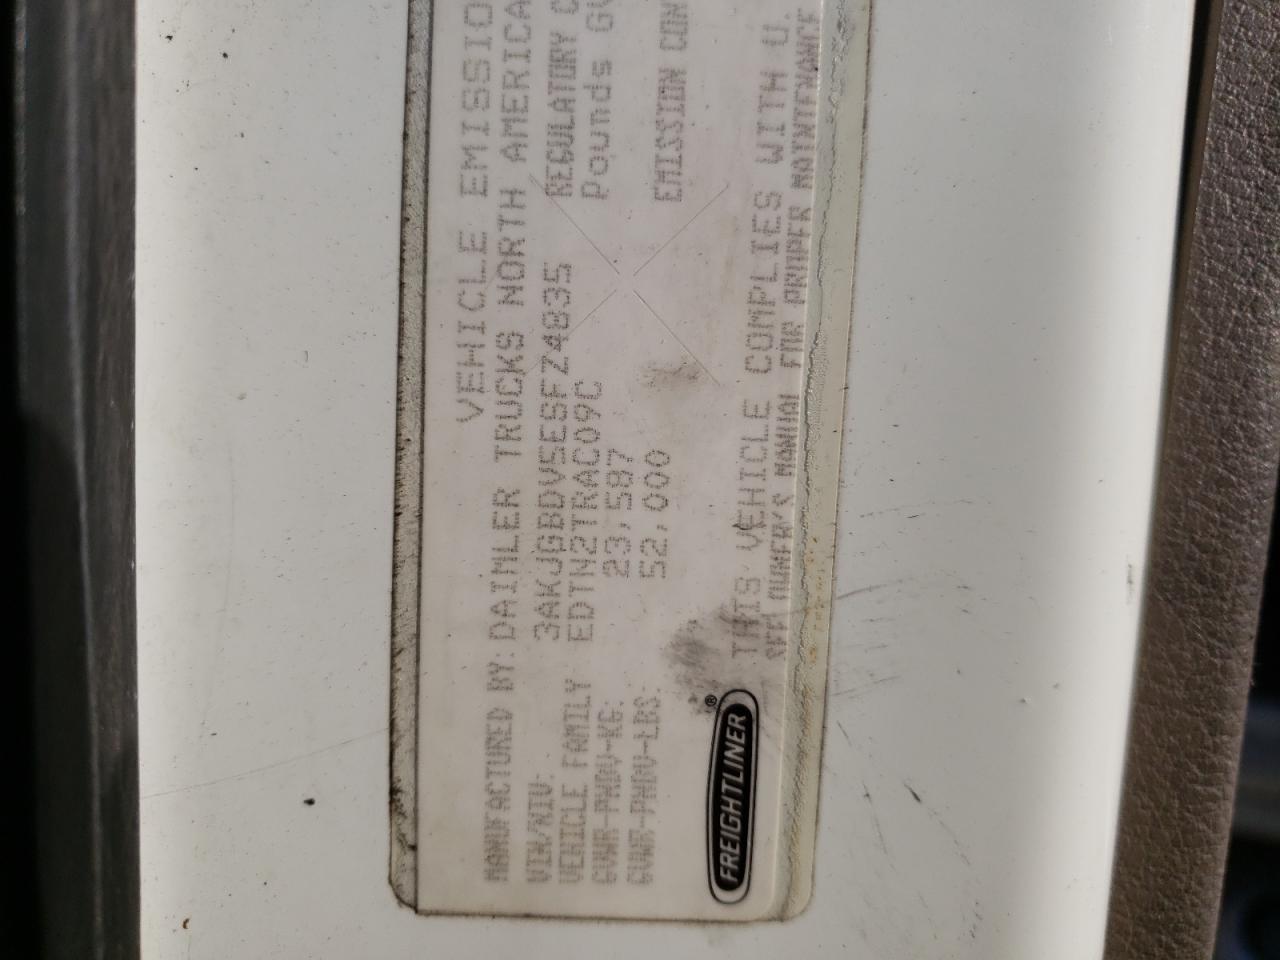 VEHICLE EMISSIO
MANUFACTURED BY: DAIMLER TRUCKS NORTH AMERICA
VIN/NIV: 3AKJGBDV5ESFZ4835
REGULATORY C
VEHICLE FAMILY EDTN2TRAC09C
Pounds GV
GVWR-PNBV-KG: 23,587
GVWR-PNBV-LBS: 52,000
EMISSION CON
THIS VEHICLE COMPLIES WITH U.
SEE OWNER'S MANUAL FOR PROPER MAINTENANCE
FREIGHTLINER®